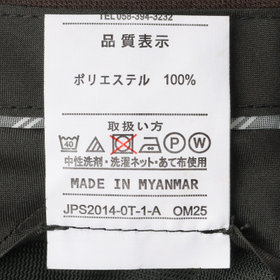 TEL 058-394-3232
品質表示
ポリエステル 100%
取扱い方
40 P W
中性洗剤・洗濯ネット・あて布使用
MADE IN MYANMAR
JPS2014-0T-1-A OM25